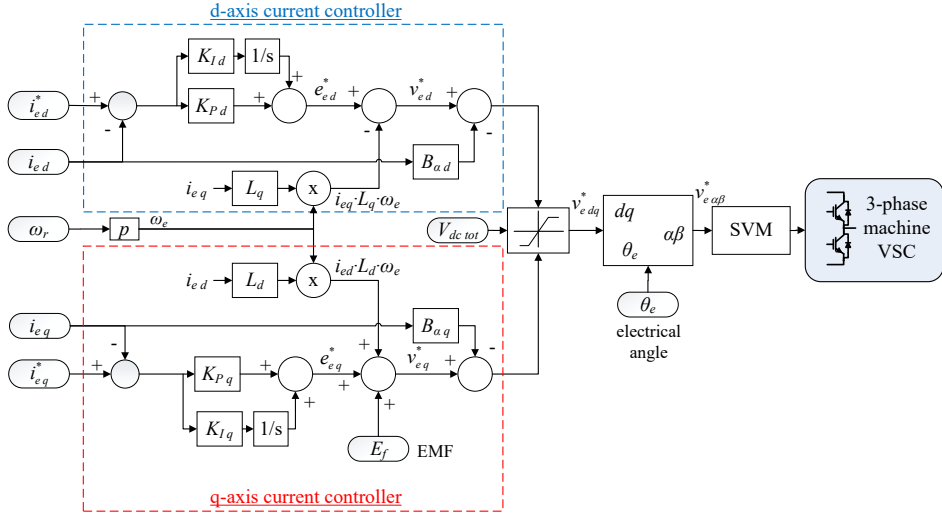 d-axis current controller
K_{I d}
1/s
+
i^*_{e d}
+
-
K_{P d}
+
e^*_{e d}
+
-
v^*_{e d}
+
-
i_{e d}
B_{α d}
i_{e q}
L_q
x
i_{eq}·L_q·ω_e
ω_r
p
ω_e
V_{dc tot}
v^*_{e dq}
dq
αβ
θ_e
v^*_{e αβ}
SVM
3-phase
machine
VSC
θ_e
electrical
angle
i_{e d}
L_d
x
i_{ed}·L_d·ω_e
i_{e q}
B_{α q}
-
+
i^*_{e q}
+
-
K_{P q}
+
e^*_{e q}
+
+
v^*_{e q}
+
-
K_{I q}
1/s
+
+
E_f
EMF
q-axis current controller